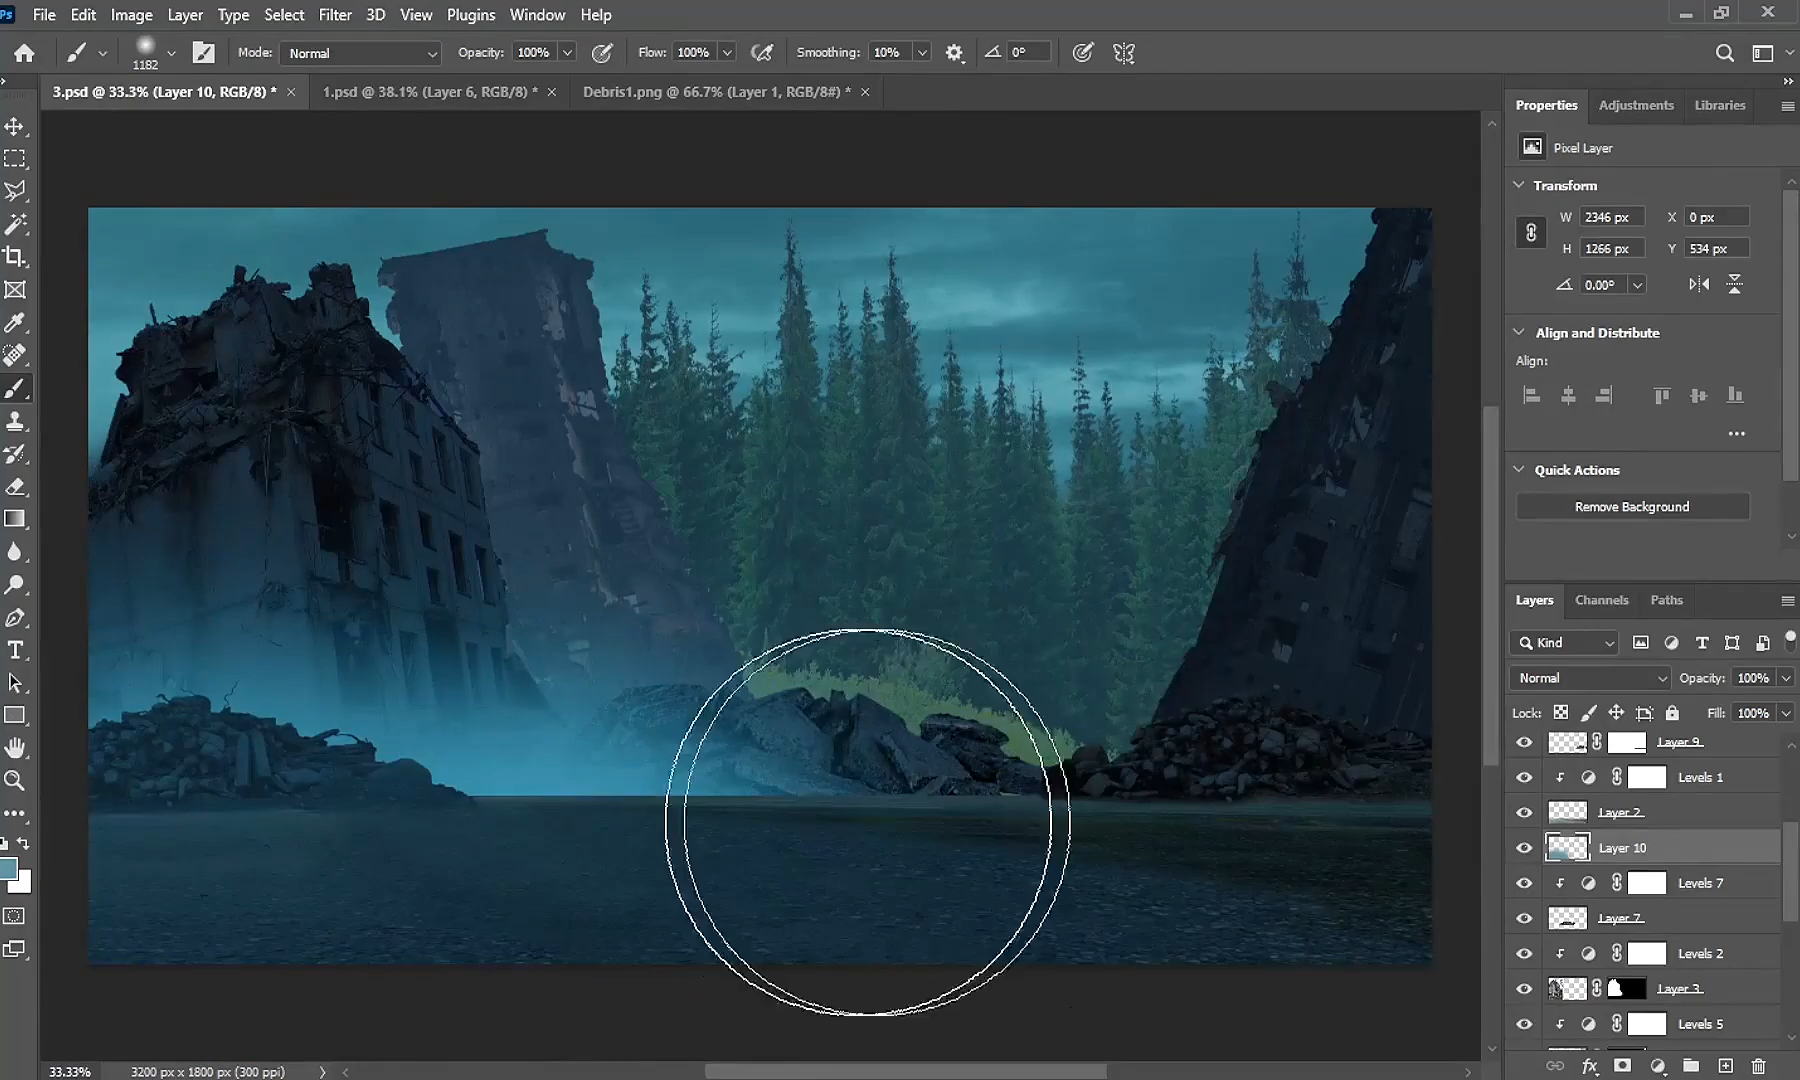 Ps File Edit Image Layer Type Select Filter 3D View Plugins Window Help
1182 Mode: Normal Opacity: 100% Flow: 100% Smoothing: 10% 0°
3.psd @ 33.3% (Layer 10, RGB/8) * 1.psd @ 38.1% (Layer 6, RGB/8) * Debris1.png @ 66.7% (Layer 1, RGB/8#) *
Properties Adjustments Libraries
Pixel Layer
Transform
W 2346 px X 0 px
H 1266 px Y 534 px
0.00°
Align and Distribute
Align:
Quick Actions
Remove Background
Layers Channels Paths
Kind
Normal Opacity: 100%
Lock: Fill: 100%
Layer 9
Levels 1
Layer 2
Layer 10
Levels 7
Layer 7
Levels 2
Layer 3
Levels 5
33.33% 3200 px x 1800 px (300 ppi)